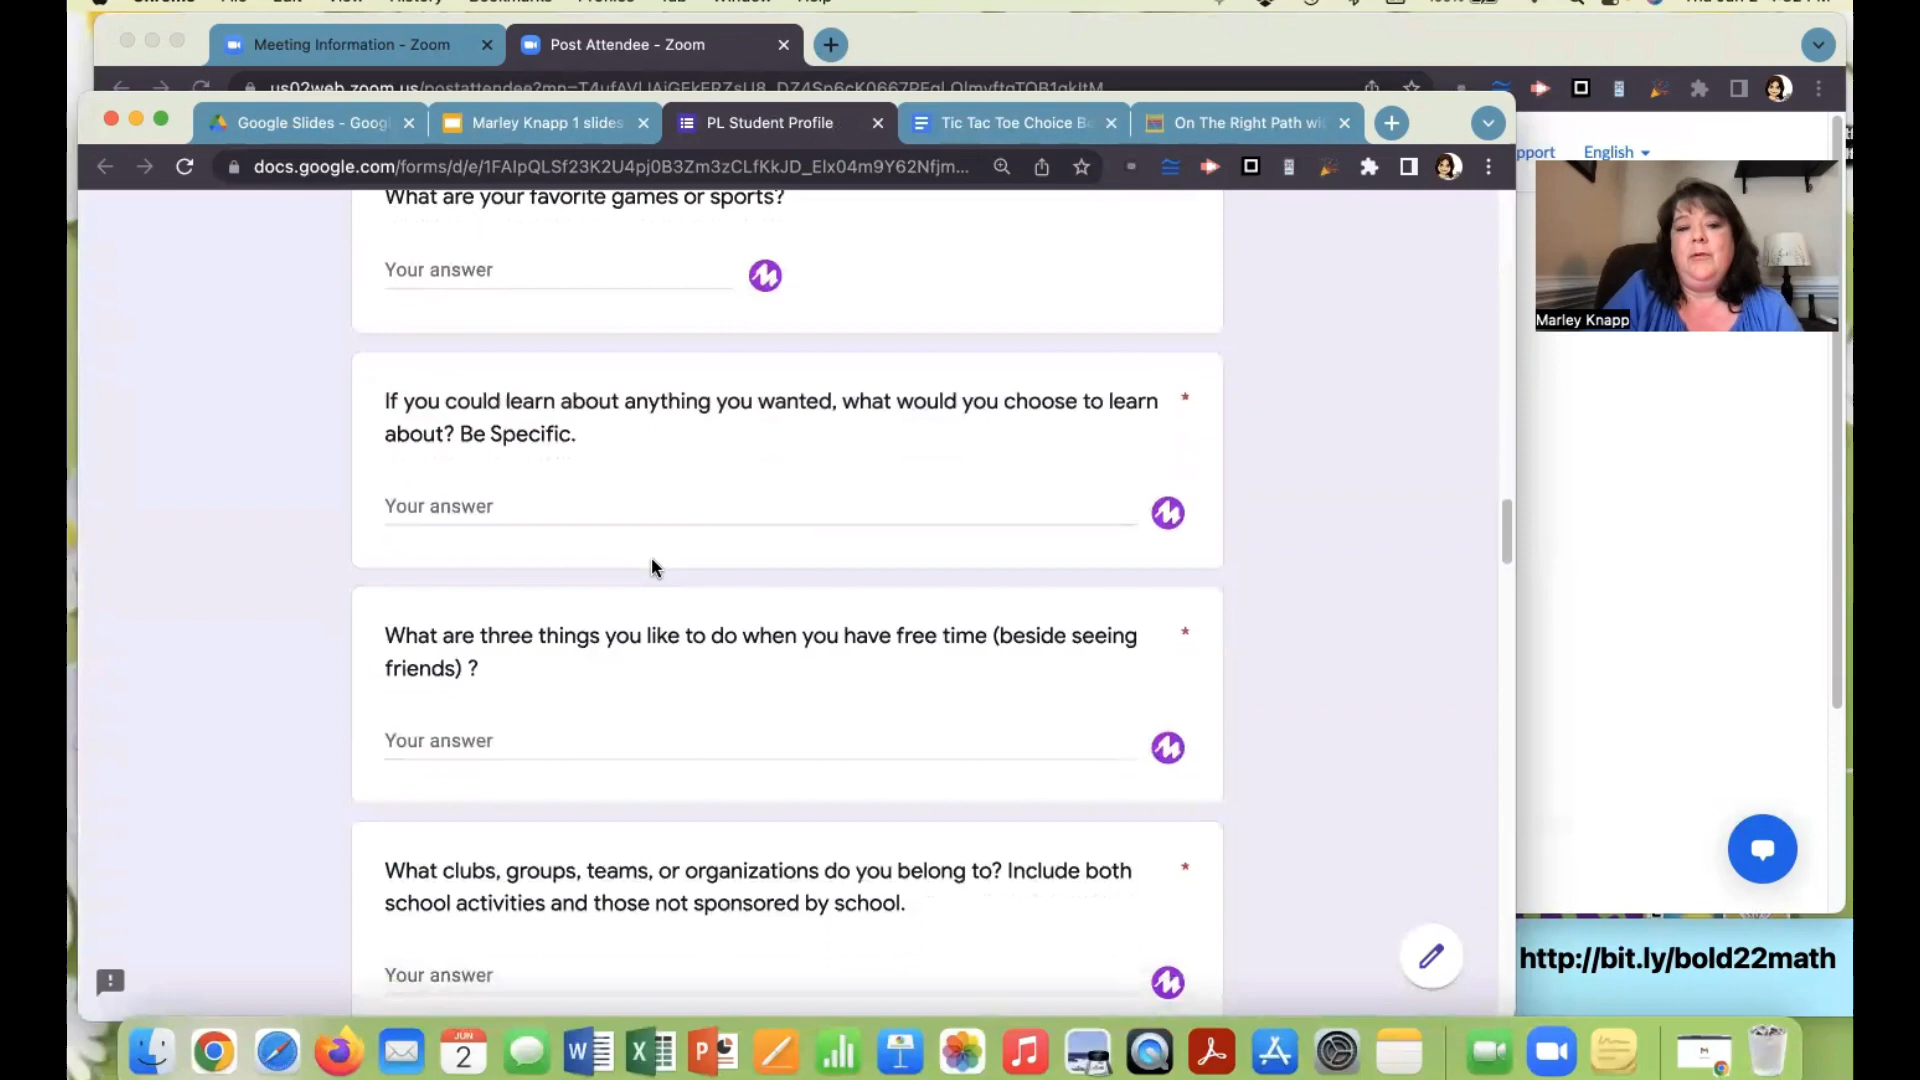 Meeting Information - Zoom
Post Attendee - Zoom
Google Slides - Goog
Marley Knapp 1 slides
PL Student Profile
Tic Tac Toe Choice B
On The Right Path wi
docs.google.com/forms/d/e/1FAIpQLSf23K2U4pj0B3Zm3zCLfKkJD_Elx04m9Y62Nfjm...
pport
English
What are your favorite games or sports?
Your answer
Marley Knapp
If you could learn about anything you wanted, what would you choose to learn *
about? Be Specific.
Your answer
What are three things you like to do when you have free time (beside seeing *
friends) ?
Your answer
What clubs, groups, teams, or organizations do you belong to? Include both *
school activities and those not sponsored by school.
Your answer
http://bit.ly/bold22math
JUN
2